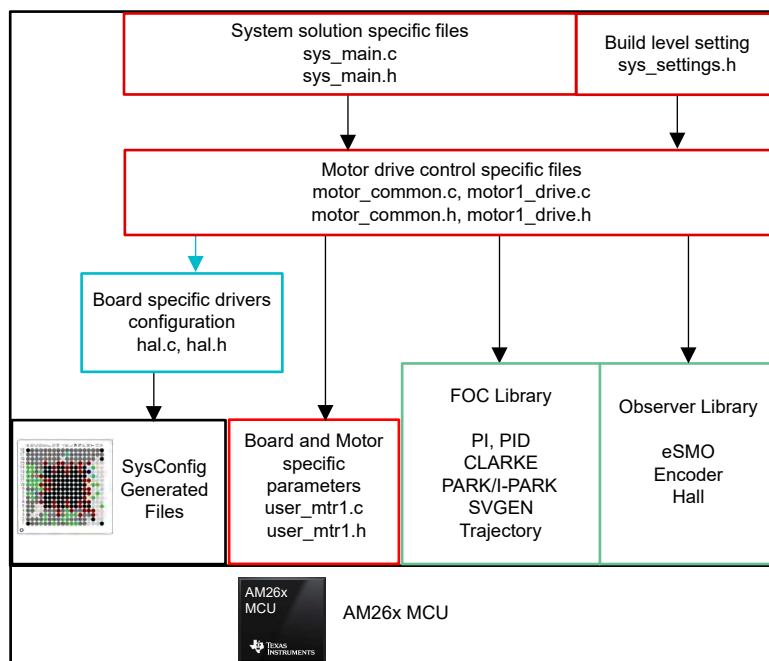 System solution specific files
sys_main.c
sys_main.h
Build level setting
sys_settings.h
Motor drive control specific files
motor_common.c, motor1_drive.c
motor_common.h, motor1_drive.h
Board specific drivers
configuration
hal.c, hal.h
SysConfig
Generated
Files
Board and Motor
specific
parameters
user_mtr1.c
user_mtr1.h
FOC Library
PI, PID
CLARKE
PARK/I-PARK
SVGEN
Trajectory
Observer Library
eSMO
Encoder
Hall
AM26x
MCU
TEXAS
INSTRUMENTS
AM26x MCU